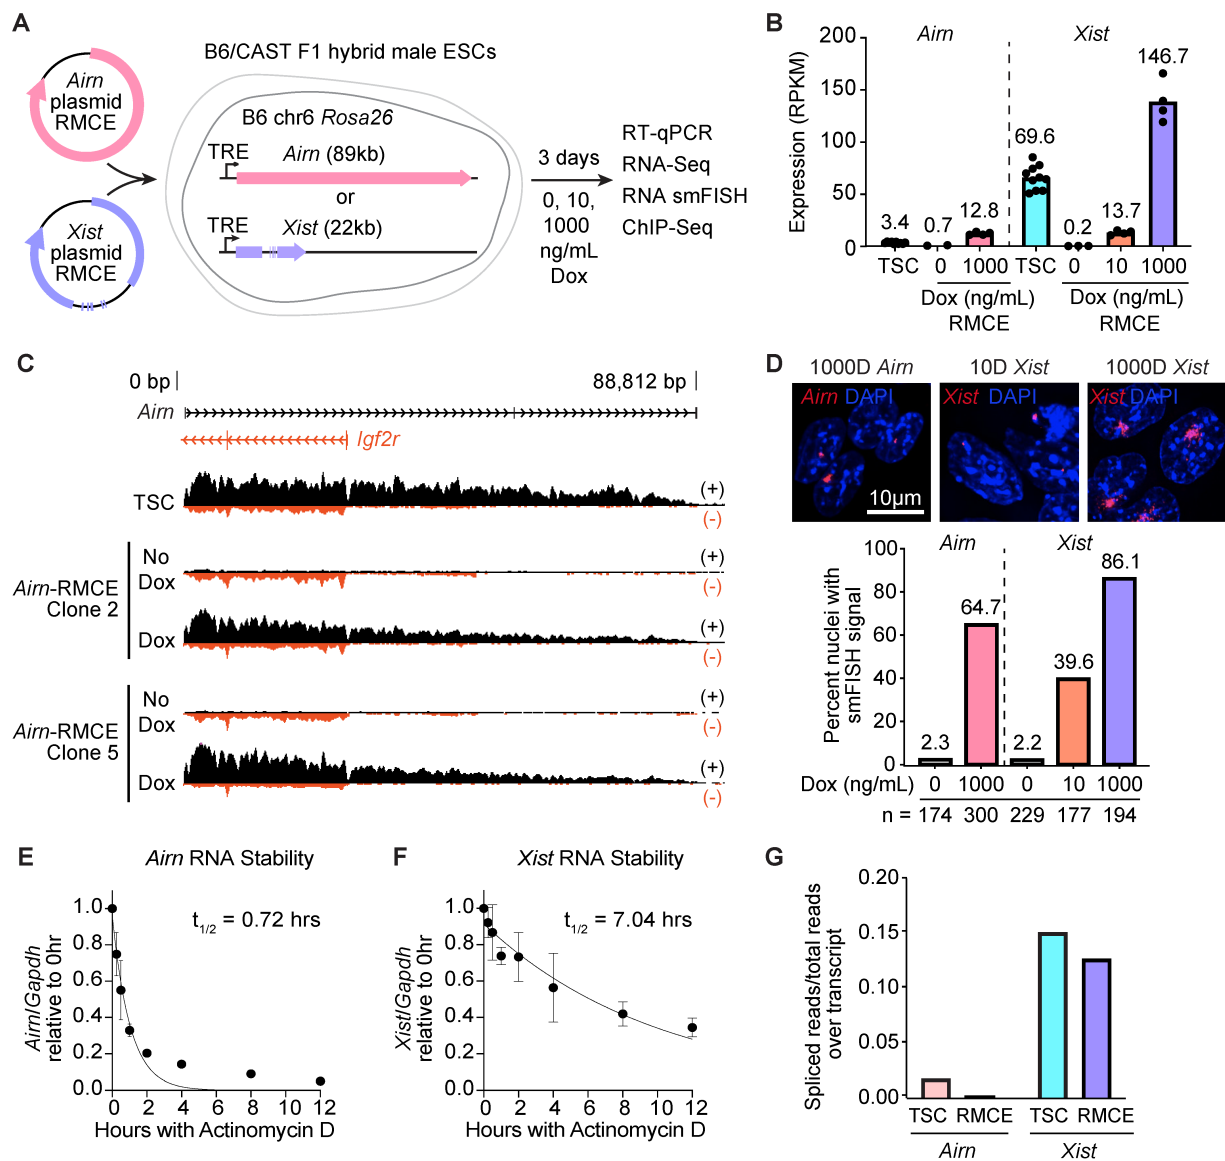 A
B6/CAST F1 hybrid male ESCs
Airn
plasmid
RMCE
Xist
plasmid
RMCE
B6 chr6 Rosa26
TRE
Airn (89kb)
or
TRE
Xist (22kb)
3 days
0, 10,
1000
ng/mL
Dox
RT-qPCR
RNA-Seq
RNA smFISH
ChIP-Seq
B
Airn
Xist
Expression (RPKM)
200
150
100
50
0
3.4
0.7
12.8
69.6
0.2
13.7
146.7
TSC
0
1000
TSC
0
10
1000
Dox (ng/mL)
RMCE
Dox (ng/mL)
RMCE
C
0 bp
88,812 bp
Airn
Igf2r
TSC
(+)
(-)
Airn-RMCE
Clone 2
No
Dox
(+)
(-)
Dox
(+)
(-)
Airn-RMCE
Clone 5
No
Dox
(+)
(-)
Dox
(+)
(-)
D
1000D Airn
10D Xist
1000D Xist
Airn DAPI
Xist DAPI
Xist DAPI
10µm
Airn
Xist
Percent nuclei with
smFISH signal
100
80
60
40
20
0
2.3
64.7
2.2
39.6
86.1
Dox (ng/mL)
0
1000
0
10
1000
n = 174 300 229 177 194
E
Airn RNA Stability
t1/2 = 0.72 hrs
Airn/Gapdh
relative to 0hr
1.0
0.8
0.6
0.4
0.2
0.0
0 2 4 6 8 10 12
Hours with Actinomycin D
F
Xist RNA Stability
t1/2 = 7.04 hrs
Xist/Gapdh
relative to 0hr
1.0
0.8
0.6
0.4
0.2
0.0
0 2 4 6 8 10 12
Hours with Actinomycin D
G
Spliced reads/total reads
over transcript
0.20
0.15
0.10
0.05
0.00
TSC RMCE
TSC RMCE
Airn
Xist